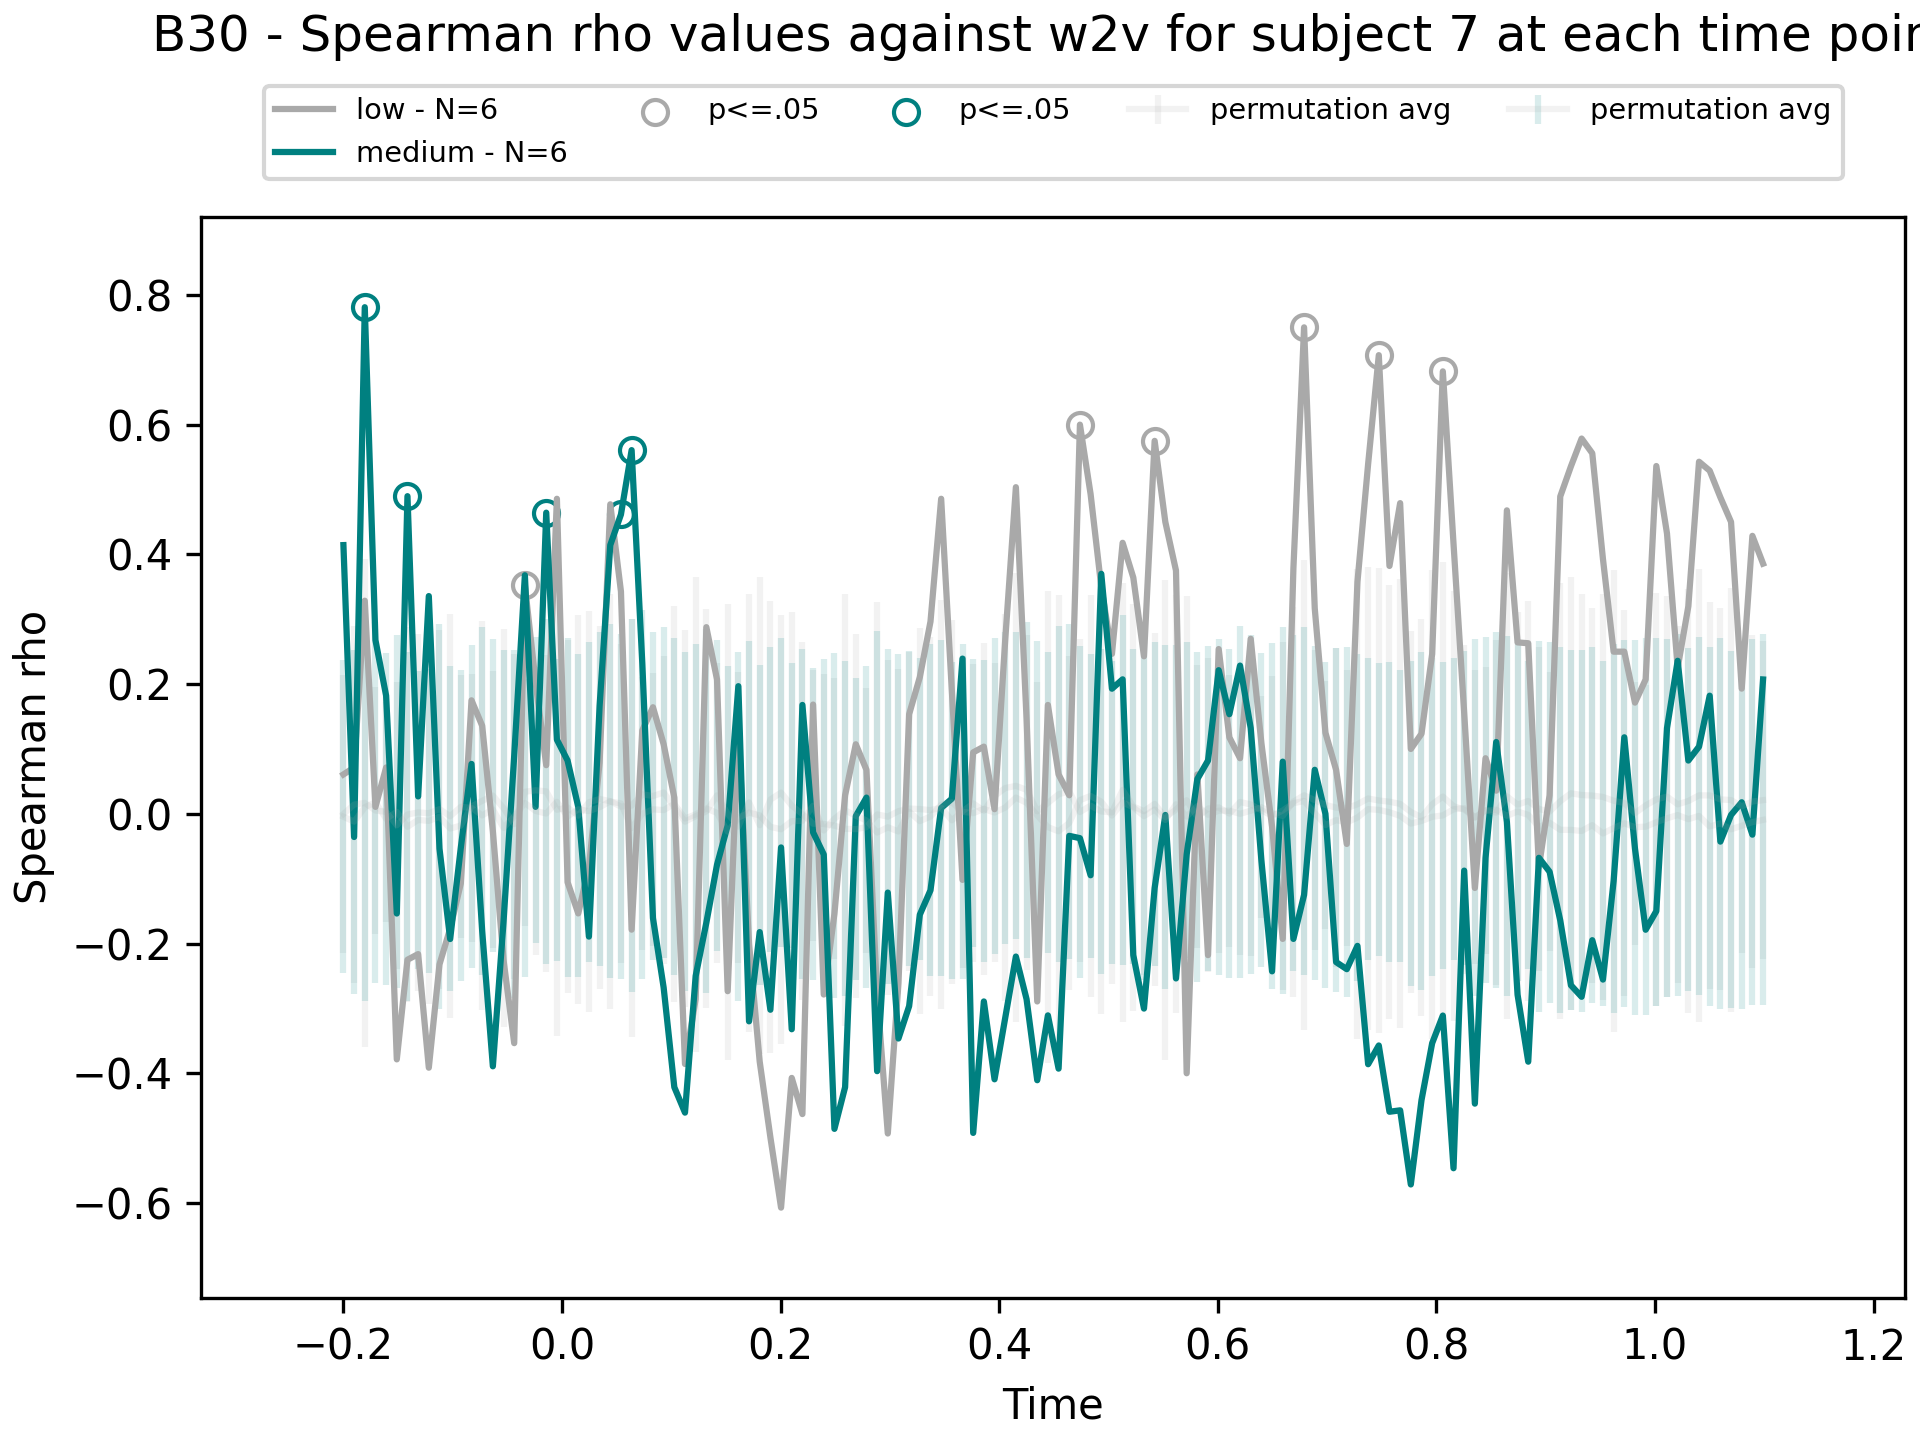 B30 - Spearman rho values against w2v for subject 7 at each time poin
low - N=6
medium - N=6
p<=.05
p<=.05
permutation avg
permutation avg
Spearman rho
0.8
0.6
0.4
0.2
0.0
−0.2
−0.4
−0.6
−0.2 0.0 0.2 0.4 0.6 0.8 1.0 1.2
Time